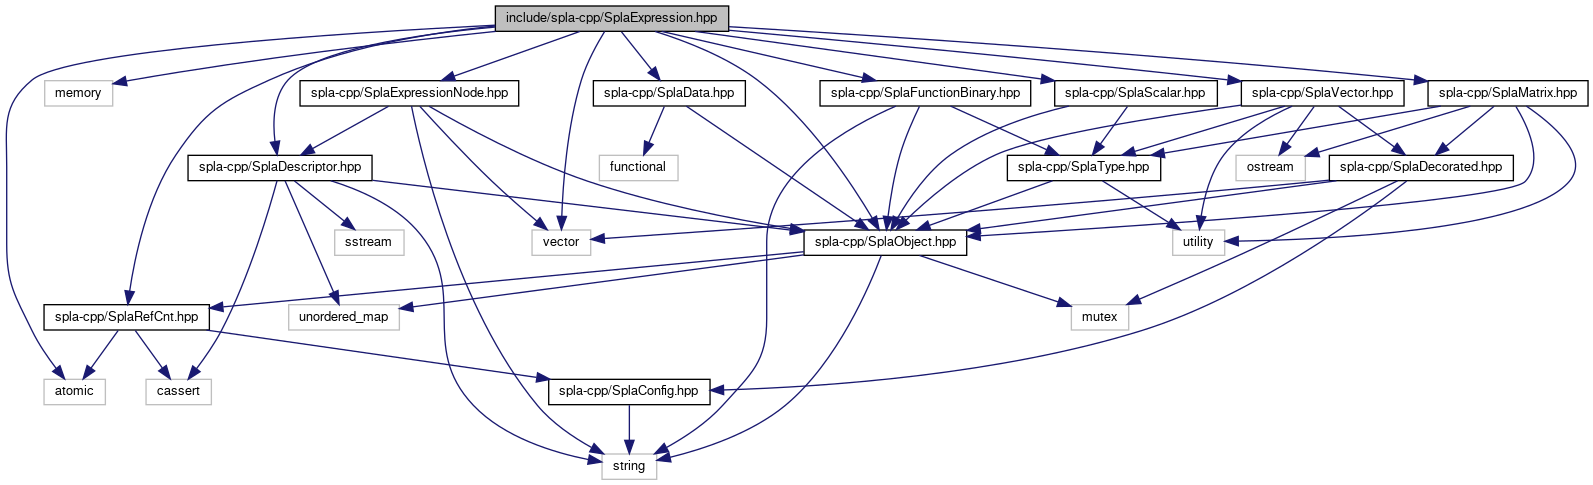 include/spla-cpp/SplaExpression.hpp
memory
spla-cpp/SplaExpressionNode.hpp
spla-cpp/SplaData.hpp
spla-cpp/SplaFunctionBinary.hpp
spla-cpp/SplaScalar.hpp
spla-cpp/SplaVector.hpp
spla-cpp/SplaMatrix.hpp
spla-cpp/SplaDescriptor.hpp
functional
spla-cpp/SplaType.hpp
ostream
spla-cpp/SplaDecorated.hpp
sstream
vector
spla-cpp/SplaObject.hpp
utility
spla-cpp/SplaRefCnt.hpp
unordered_map
mutex
atomic
cassert
spla-cpp/SplaConfig.hpp
string